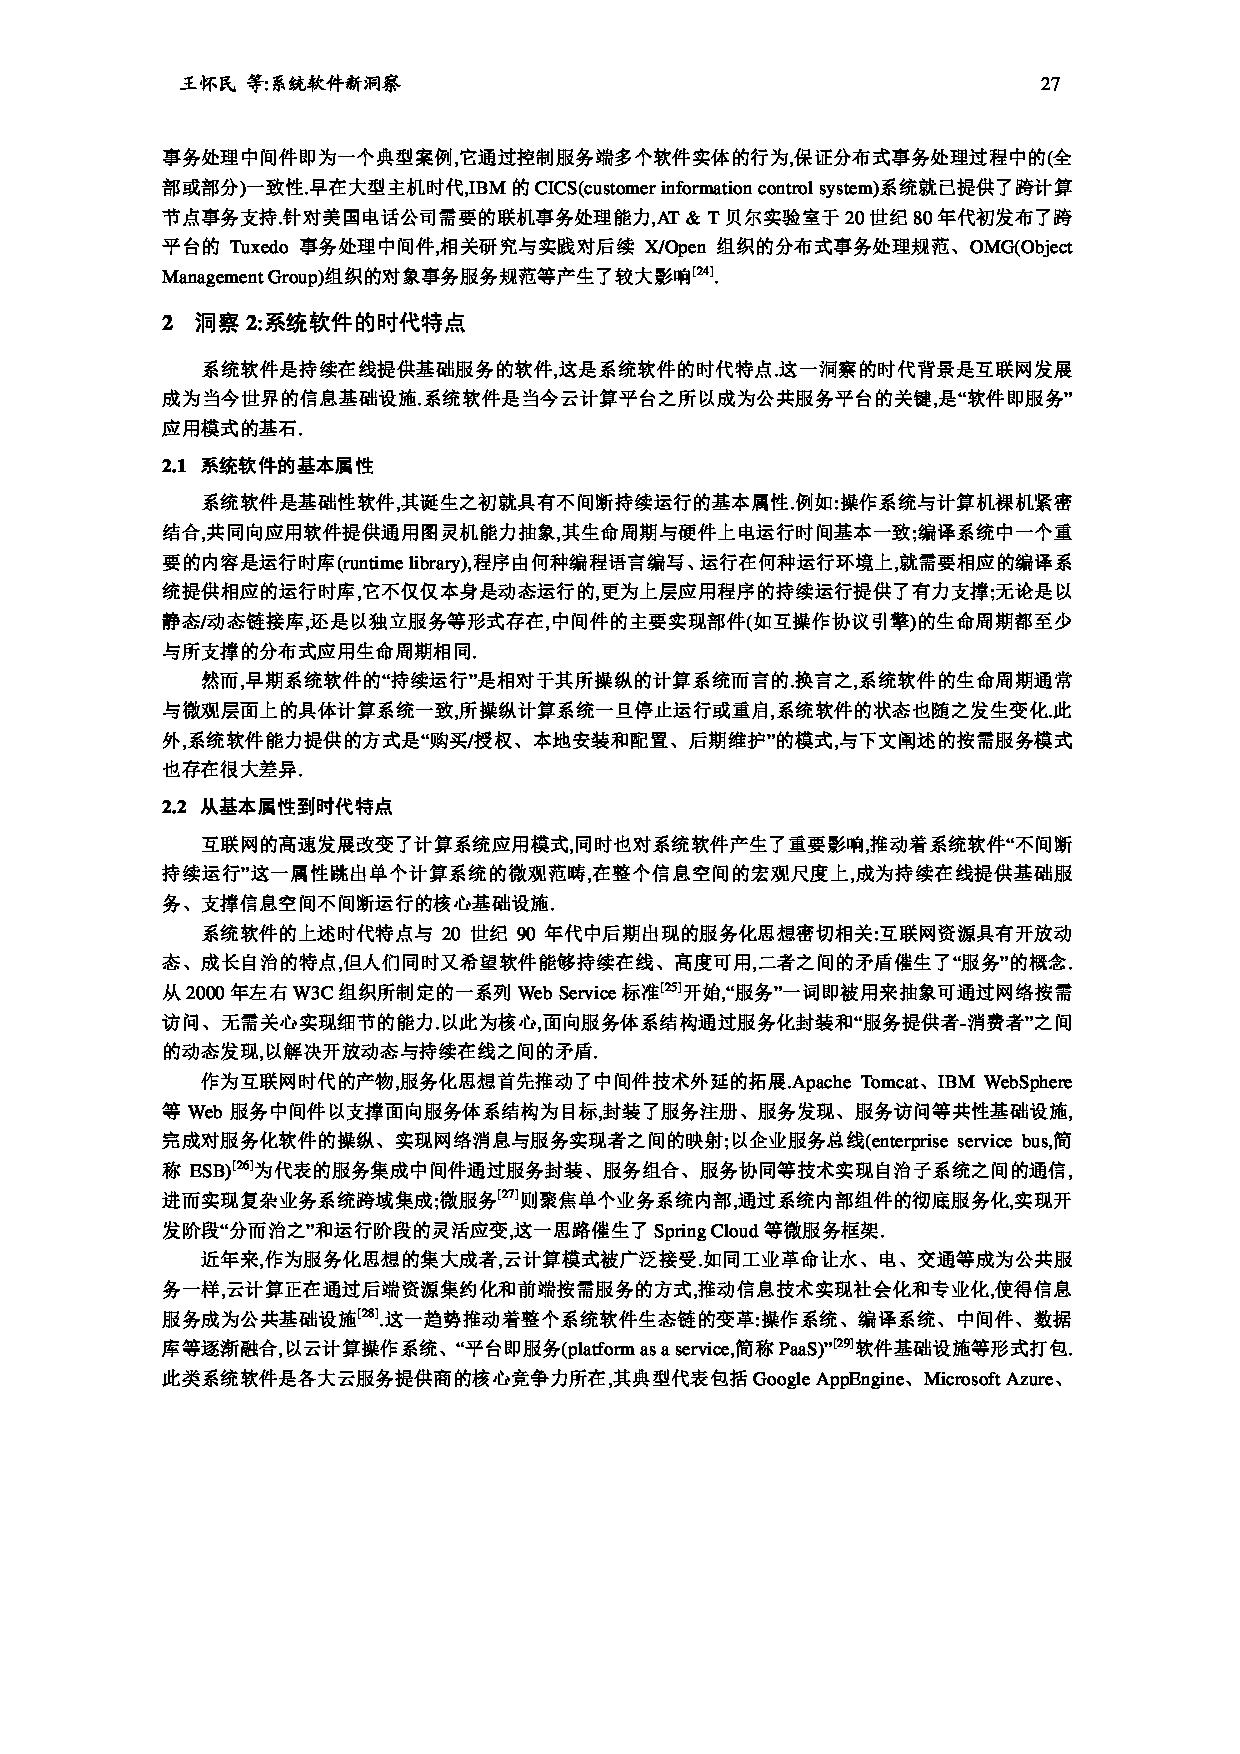 王怀民 等:系统软件新洞察 27
事务处理中间件即为一个典型案例,它通过控制服务端多个软件实体的行为,保证分布式事务处理过程中的(全
部或部分)一致性.早在大型主机时代,IBM 的 CICS(customer information control system)系统就已提供了跨计算
节点事务支持.针对美国电话公司需要的联机事务处理能力,AT & T 贝尔实验室于 20 世纪 80 年代初发布了跨
平台的 Tuxedo 事务处理中间件,相关研究与实践对后续 X/Open 组织的分布式事务处理规范、OMG(Object
Management Group)组织的对象事务服务规范等产生了较大影响[24].
2 洞察 2:系统软件的时代特点
系统软件是持续在线提供基础服务的软件,这是系统软件的时代特点.这一洞察的时代背景是互联网发展
成为当今世界的信息基础设施.系统软件是当今云计算平台之所以成为公共服务平台的关键,是“软件即服务”
应用模式的基石.
2.1 系统软件的基本属性
系统软件是基础性软件,其诞生之初就具有不间断持续运行的基本属性.例如:操作系统与计算机裸机紧密
结合,共同向应用软件提供通用图灵机能力抽象,其生命周期与硬件上电运行时间基本一致;编译系统中一个重
要的内容是运行时库(runtime library),程序由何种编程语言编写、运行在何种运行环境上,就需要相应的编译系
统提供相应的运行时库,它不仅仅本身是动态运行的,更为上层应用程序的持续运行提供了有力支撑;无论是以
静态/动态链接库,还是以独立服务等形式存在,中间件的主要实现部件(如互操作协议引擎)的生命周期都至少
与所支撑的分布式应用生命周期相同.
然而,早期系统软件的“持续运行”是相对于其所操纵的计算系统而言的.换言之,系统软件的生命周期通常
与微观层面上的具体计算系统一致,所操纵计算系统一旦停止运行或重启,系统软件的状态也随之发生变化.此
外,系统软件能力提供的方式是“购买/授权、本地安装和配置、后期维护”的模式,与下文阐述的按需服务模式
也存在很大差异.
2.2 从基本属性到时代特点
互联网的高速发展改变了计算系统应用模式,同时也对系统软件产生了重要影响,推动着系统软件“不间断
持续运行”这一属性跳出单个计算系统的微观范畴,在整个信息空间的宏观尺度上,成为持续在线提供基础服
务、支撑信息空间不间断运行的核心基础设施.
系统软件的上述时代特点与 20 世纪 90 年代中后期出现的服务化思想密切相关:互联网资源具有开放动
态、成长自治的特点,但人们同时又希望软件能够持续在线、高度可用,二者之间的矛盾催生了“服务”的概念.
从 2000 年左右 W3C 组织所制定的一系列 Web Service 标准[25]开始,“服务”一词即被用来抽象可通过网络按需
访问、无需关心实现细节的能力.以此为核心,面向服务体系结构通过服务化封装和“服务提供者-消费者”之间
的动态发现,以解决开放动态与持续在线之间的矛盾.
作为互联网时代的产物,服务化思想首先推动了中间件技术外延的拓展.Apache Tomcat、IBM WebSphere
等 Web 服务中间件以支撑面向服务体系结构为目标,封装了服务注册、服务发现、服务访问等共性基础设施,
完成对服务化软件的操纵、实现网络消息与服务实现者之间的映射;以企业服务总线(enterprise service bus,简
称 ESB)[26]为代表的服务集成中间件通过服务封装、服务组合、服务协同等技术实现自治子系统之间的通信,
进而实现复杂业务系统跨域集成;微服务[27]则聚焦单个业务系统内部,通过系统内部组件的彻底服务化,实现开
发阶段“分而治之”和运行阶段的灵活应变,这一思路催生了 Spring Cloud 等微服务框架.
近年来,作为服务化思想的集大成者,云计算模式被广泛接受.如同工业革命让水、电、交通等成为公共服
务一样,云计算正在通过后端资源集约化和前端按需服务的方式,推动信息技术实现社会化和专业化,使得信息
服务成为公共基础设施[28].这一趋势推动着整个系统软件生态链的变革:操作系统、编译系统、中间件、数据
库等逐渐融合,以云计算操作系统、“平台即服务(platform as a service,简称 PaaS)”[29]软件基础设施等形式打包.
此类系统软件是各大云服务提供商的核心竞争力所在,其典型代表包括 Google AppEngine、Microsoft Azure、